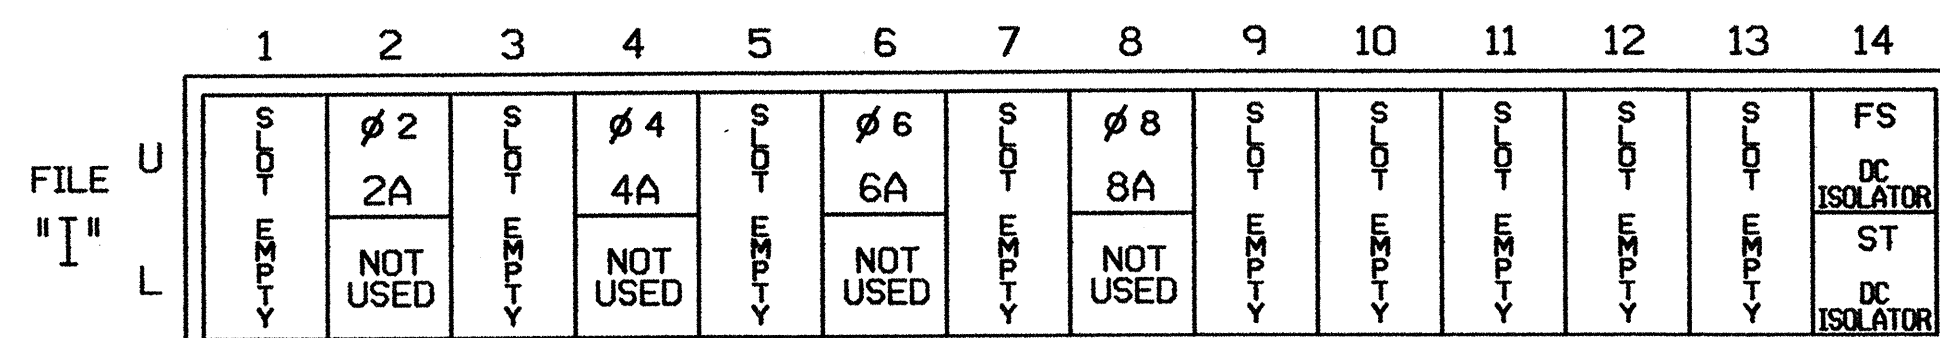 1 2 3 4 5 6 7 8 9 10 11 12 13 14
FILE
"I"
U
L
SLOT EMPTY
ø 2
2A
NOT
USED
SLOT EMPTY
ø 4
4A
NOT
USED
SLOT EMPTY
ø 6
6A
NOT
USED
SLOT EMPTY
ø 8
8A
NOT
USED
SLOT EMPTY
SLOT EMPTY
SLOT EMPTY
SLOT EMPTY
SLOT EMPTY
FS
DC
ISOLATOR
ST
DC
ISOLATOR